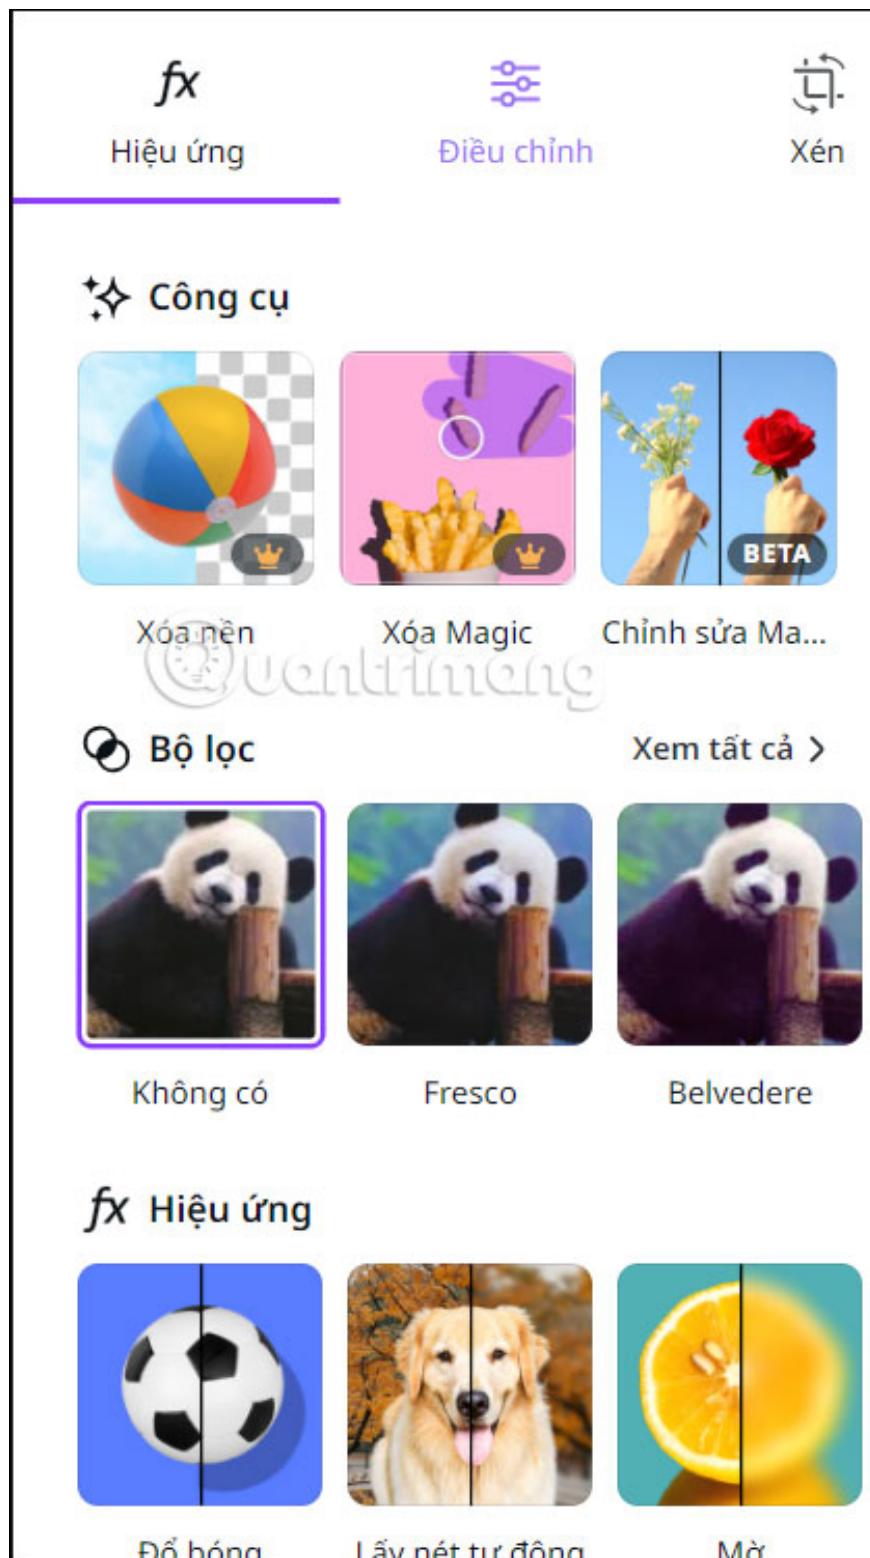 fx
Hiệu ứng
Điều chỉnh
Xén
Công cụ
BETA
Xóa nền
Xóa Magic
Chỉnh sửa Ma...
Quantrimang
Bộ lọc
Xem tất cả
Không có
Fresco
Belvedere
fx Hiệu ứng
Đổ bóng
Lấy nét tự động
Mờ